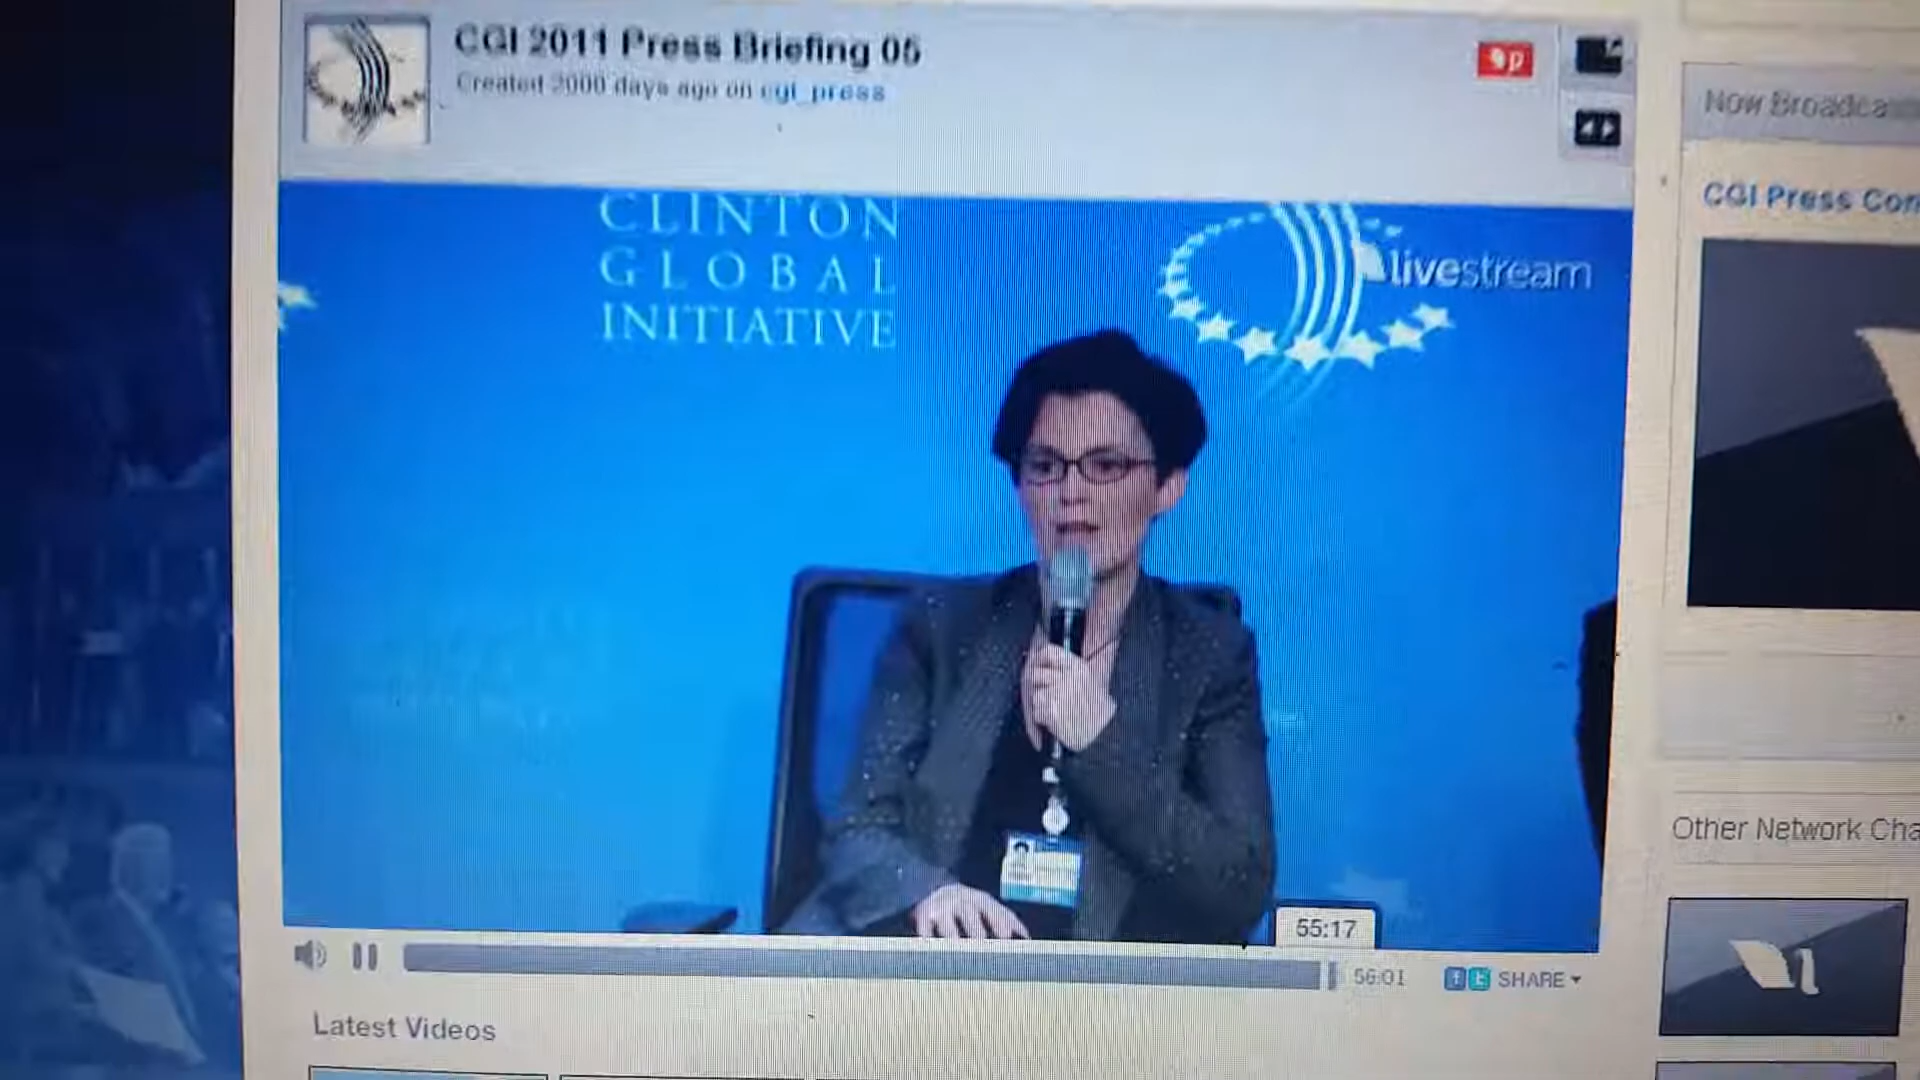 CGI 2011 Press Briefing 05
Created 2000 days ago on cgi_press
9p
Now Broadca
CGI Press Con
CLINTON
GLOBAL
INITIATIVE
livestream
55:17
56:01
SHARE
Latest Videos
Other Network Cha